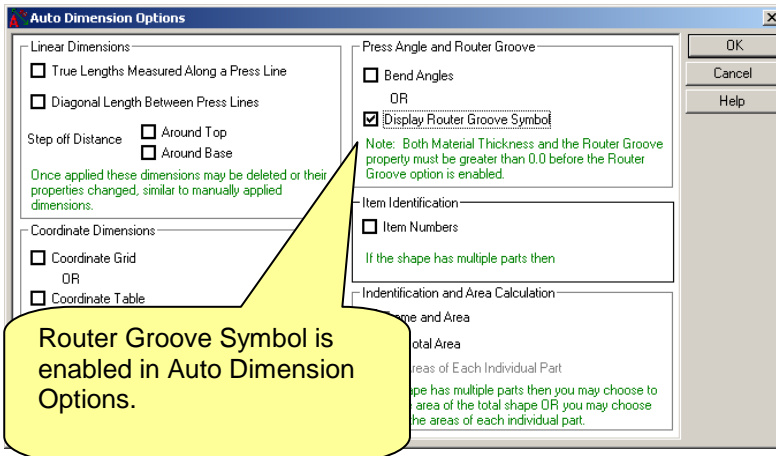 Auto Dimension Options
Linear Dimensions
True Lengths Measured Along a Press Line
Diagonal Length Between Press Lines
Step off Distance
Around Top
Around Base
Once applied these dimensions may be deleted or their
properties changed, similar to manually applied
dimensions.
Coordinate Dimensions
Coordinate Grid
OR
Coordinate Table
Press Angle and Router Groove
Bend Angles
OR
Display Router Groove Symbol
Note: Both Material Thickness and the Router Groove
property must be greater than 0.0 before the Router
Groove option is enabled.
Item Identification
Item Numbers
If the shape has multiple parts then
Indentification and Area Calculation
and Area
Total Area
Areas of Each Individual Part
has multiple parts then you may choose to
area of the total shape OR you may choose
the areas of each individual part.
OK
Cancel
Help
Router Groove Symbol is
enabled in Auto Dimension
Options.